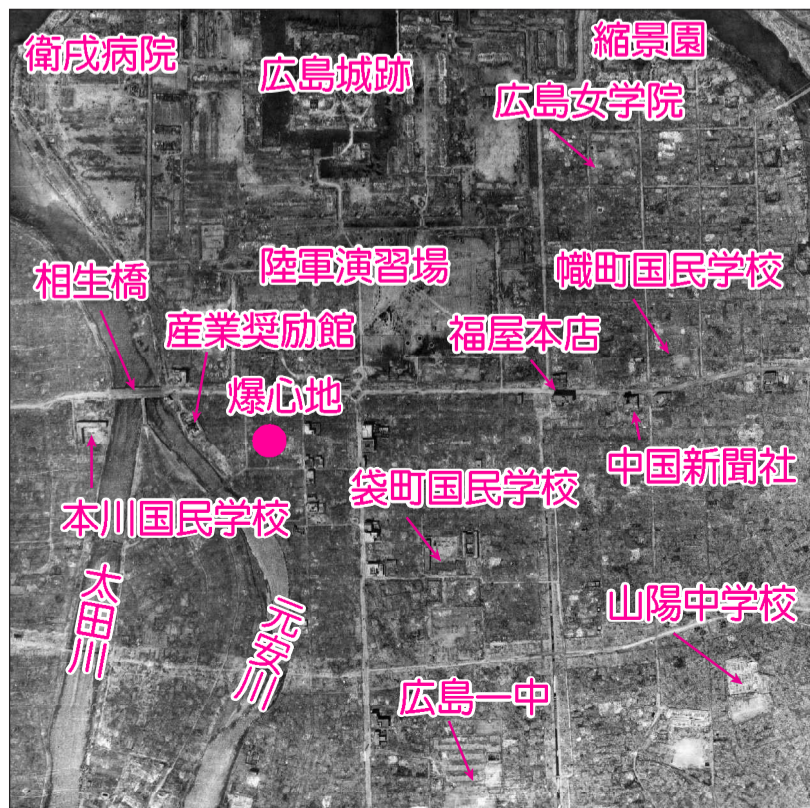 衛戌病院
広島城跡
縮景園
広島女学院
陸軍演習場
相生橋
幟町国民学校
産業奨励館
福屋本店
爆心地
中国新聞社
袋町国民学校
本川国民学校
太田川
元安川
山陽中学校
広島一中